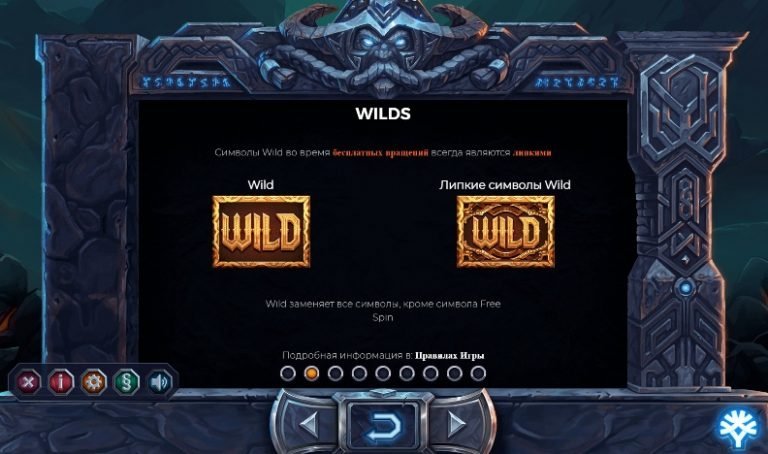 WILDS
Символы Wild во время бесплатных вращений всегда являются липкими
Wild
Липкие символы Wild
WILD
WILD
Wild заменяет все символы, кроме символа Free
Spin
Подробная информация в: Правилах Игры